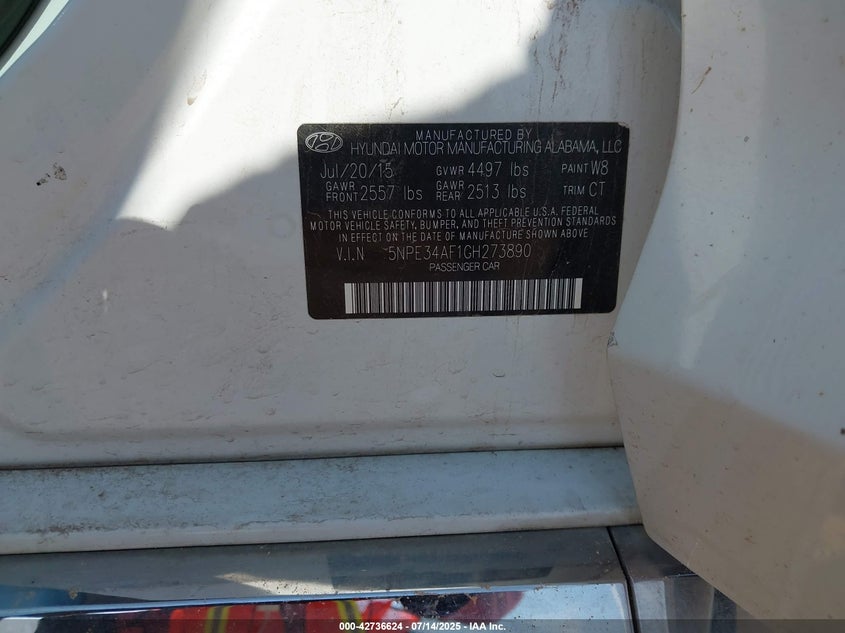 MANUFACTURED BY
HYUNDAI MOTOR MANUFACTURING ALABAMA, LLC
Jul/20/15 GVWR 4497 lbs PAINT W8
GAWR FRONT 2557 lbs GAWR REAR 2513 lbs TRIM CT
THIS VEHICLE CONFORMS TO ALL APPLICABLE U.S.A. FEDERAL
MOTOR VEHICLE SAFETY, BUMPER, AND THEFT PREVENTION STANDARDS
IN EFFECT ON THE DATE OF MANUFACTURE SHOWN ABOVE
V.I.N 5NPE34AF1GH273890
PASSENGER CAR
000-42736624 | 07/14/2025 - IAA Inc.